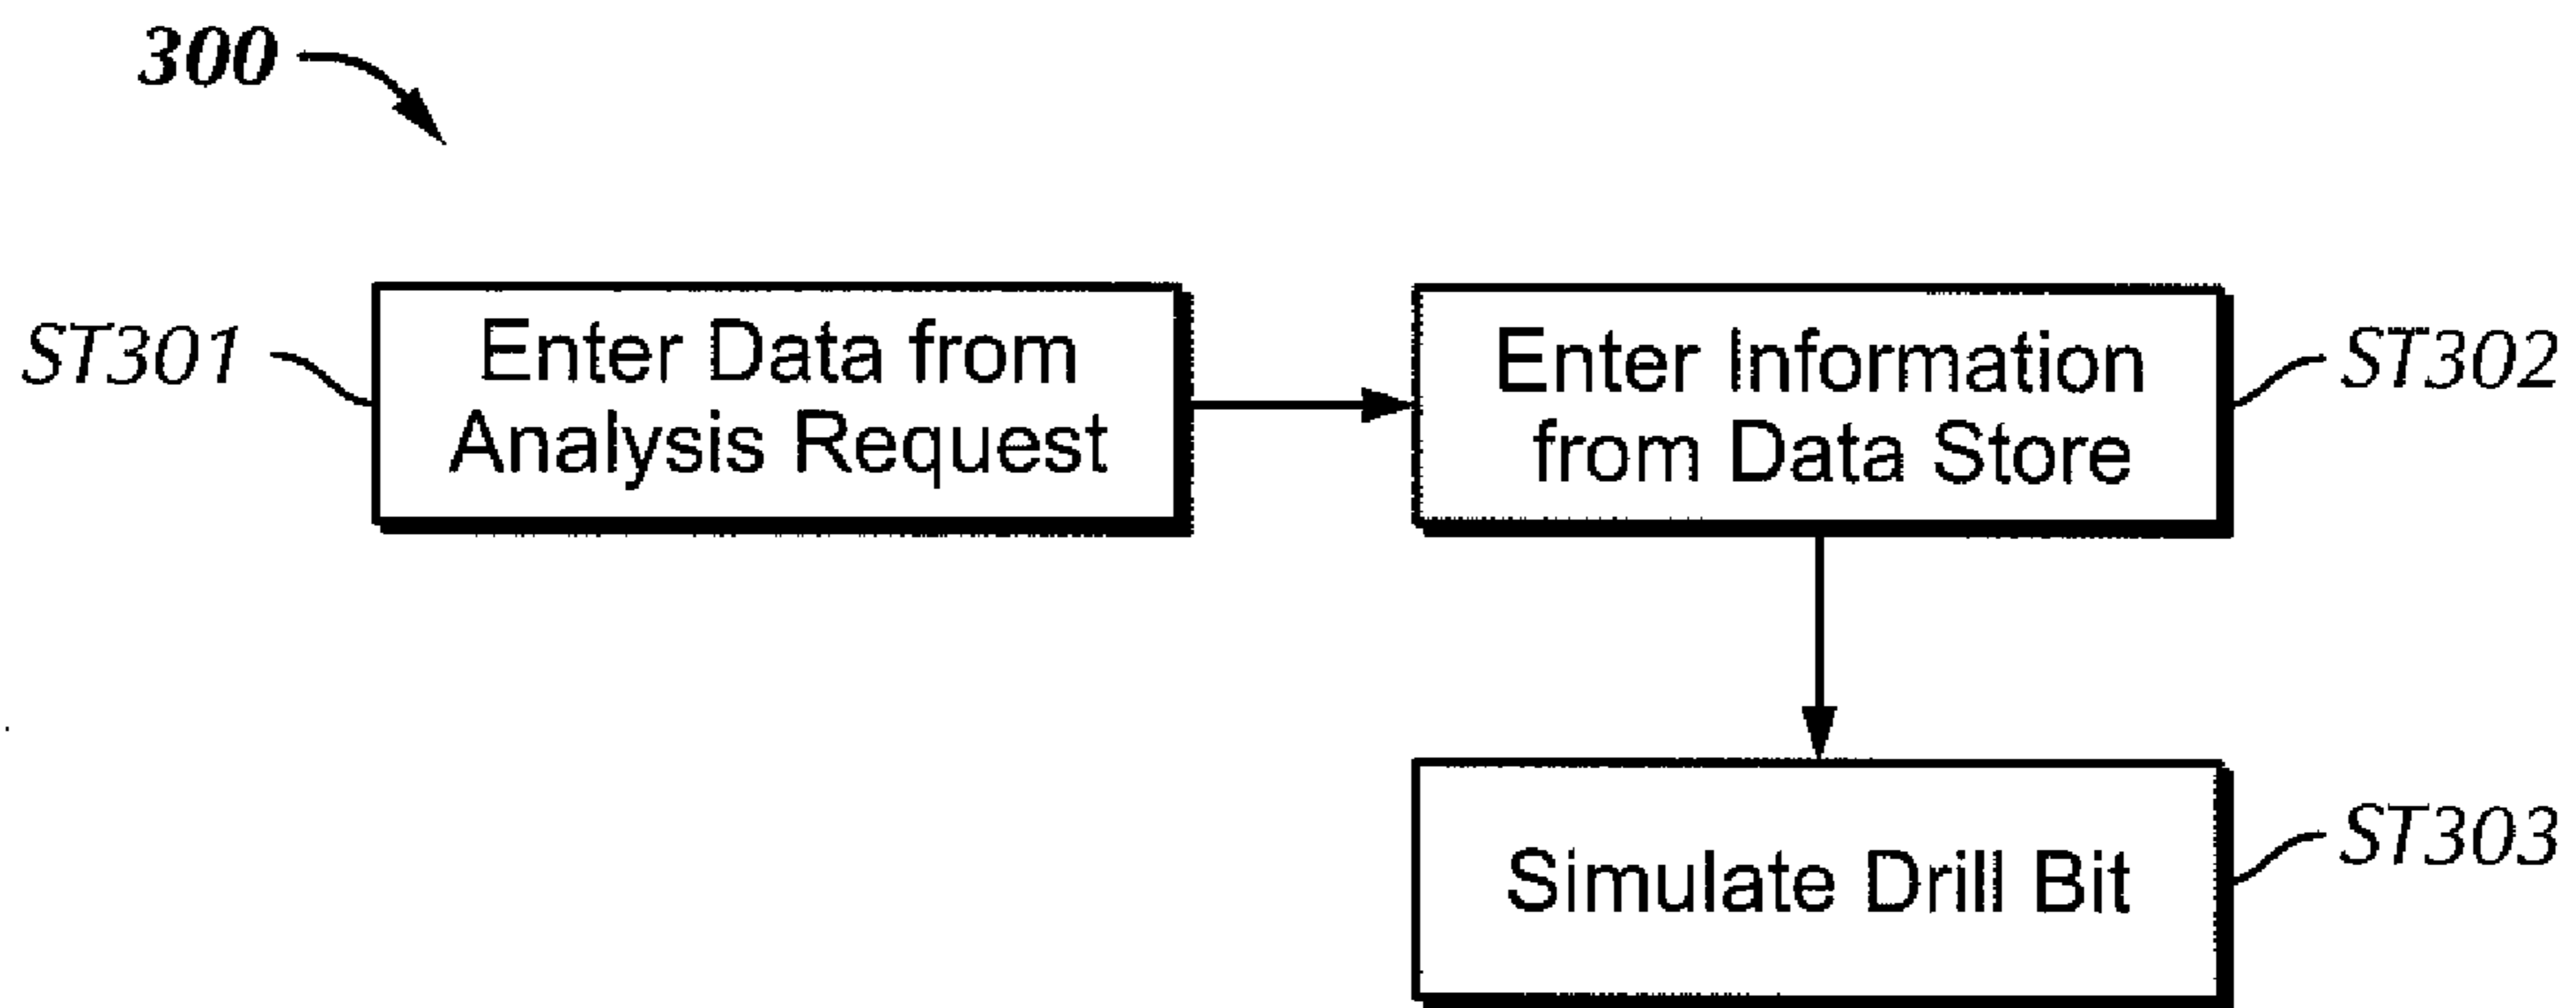 300
ST301
Enter Data from
Analysis Request
Enter Information
from Data Store
ST302
Simulate Drill Bit
ST303